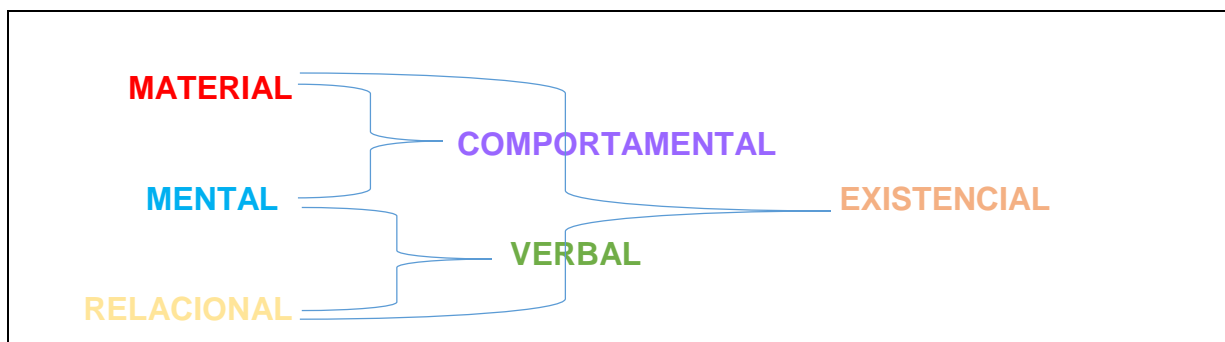 MATERIAL
COMPORTAMENTAL
MENTAL
EXISTENCIAL
VERBAL
RELACIONAL